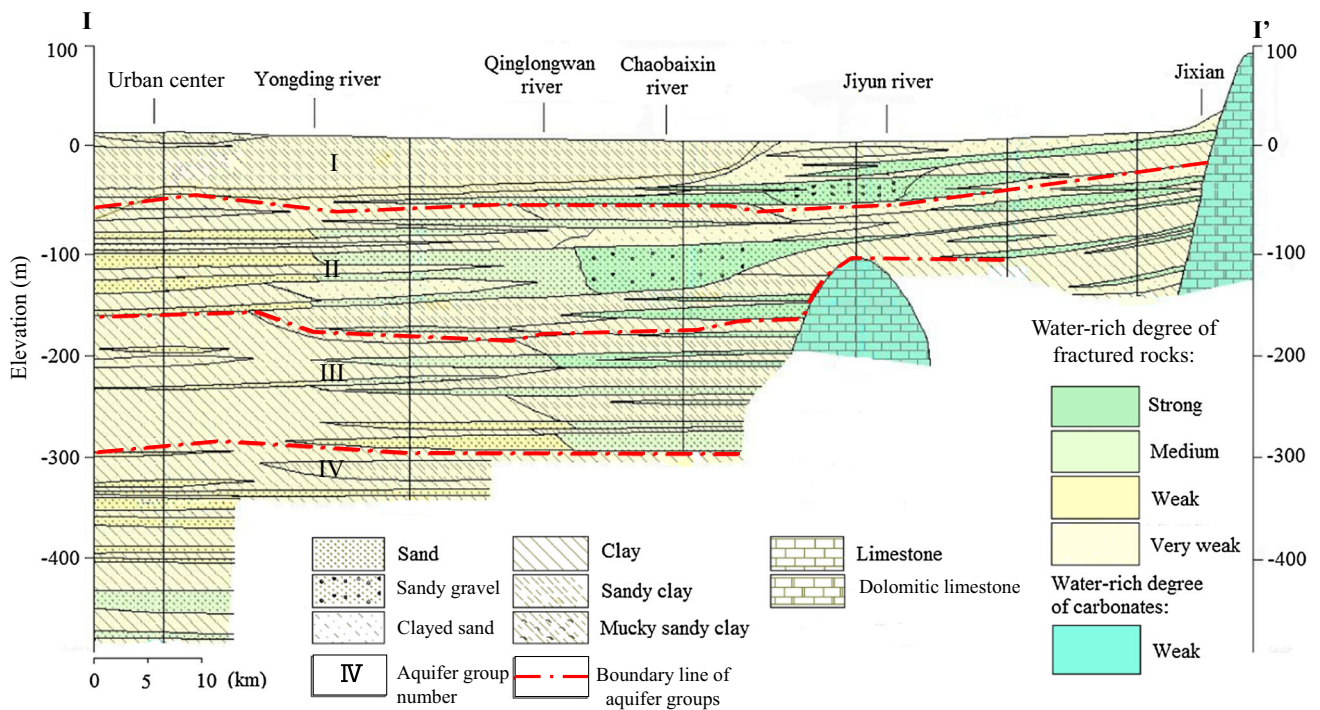 I
I'
100
0
-100
-200
-300
-400
Elevation (m)
100
0
-100
-200
-300
-400
Urban center
Yongding river
Qinglongwan
river
Chaobaixin
river
Jiyun river
Jixian
I
II
III
IV
Water-rich degree of
fractured rocks:
Strong
Medium
Weak
Very weak
Water-rich degree
of carbonates:
Weak
Sand
Sandy gravel
Clayed sand
IV
Aquifer group
number
Clay
Sandy clay
Mucky sandy clay
Boundary line of
aquifer groups
Limestone
Dolomitic limestone
0 5 10 (km)